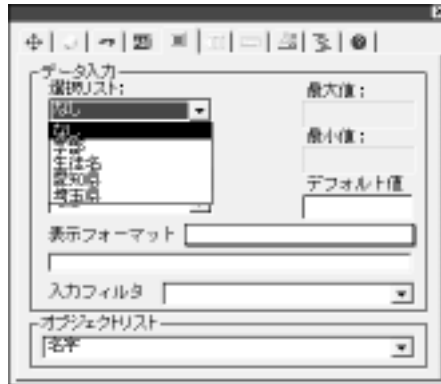 データ入力
選択リスト:
なし
なし
学部
生徒名
愛知県
埼玉県
最大値:
最小値:
デフォルト値
表示フォーマット
入力フィルタ
オブジェクトリスト
名字